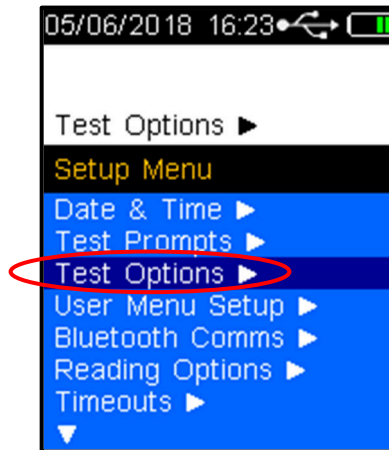 05/06/2018 16:23
Test Options ▶
Setup Menu
Date & Time ▶
Test Prompts ▶
Test Options ▶
User Menu Setup ▶
Bluetooth Comms ▶
Reading Options ▶
Timeouts ▶
▼